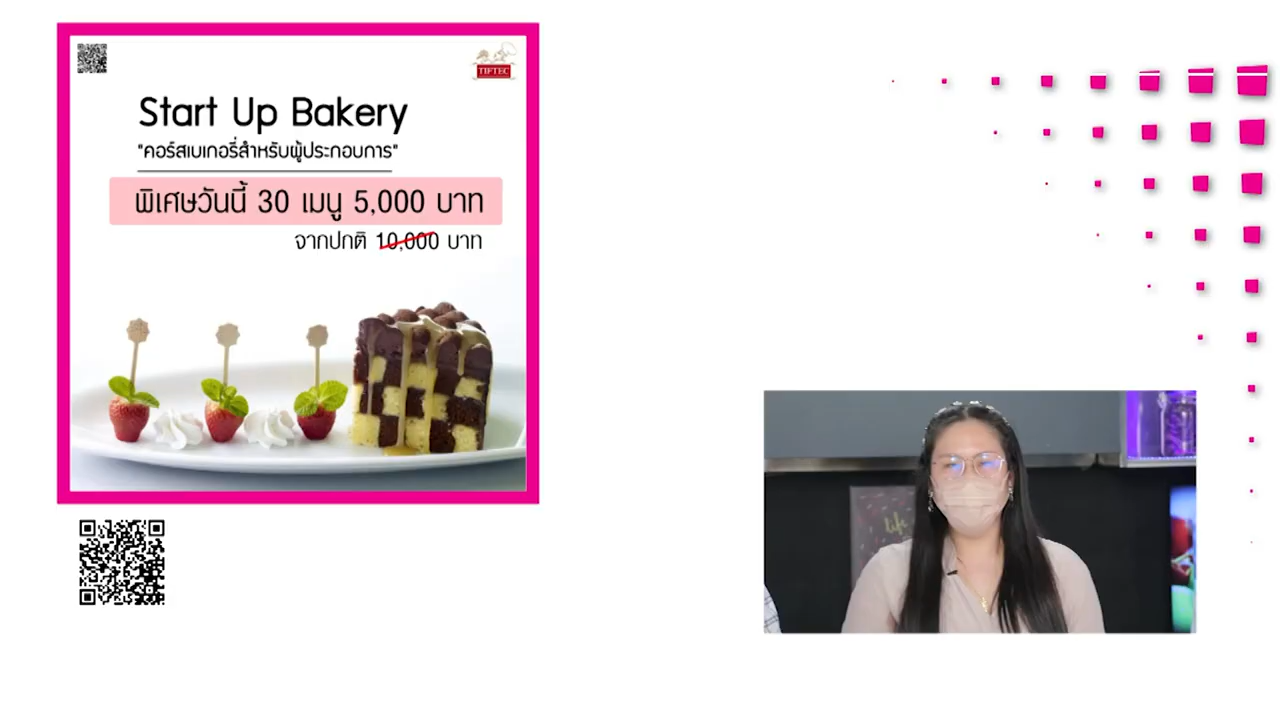 TIFTEC
Start Up Bakery
"คอร์สเบเกอรี่สำหรับผู้ประกอบการ"
พิเศษวันนี้ 30 เมนู 5,000 บาท
จากปกติ 10,000 บาท
life